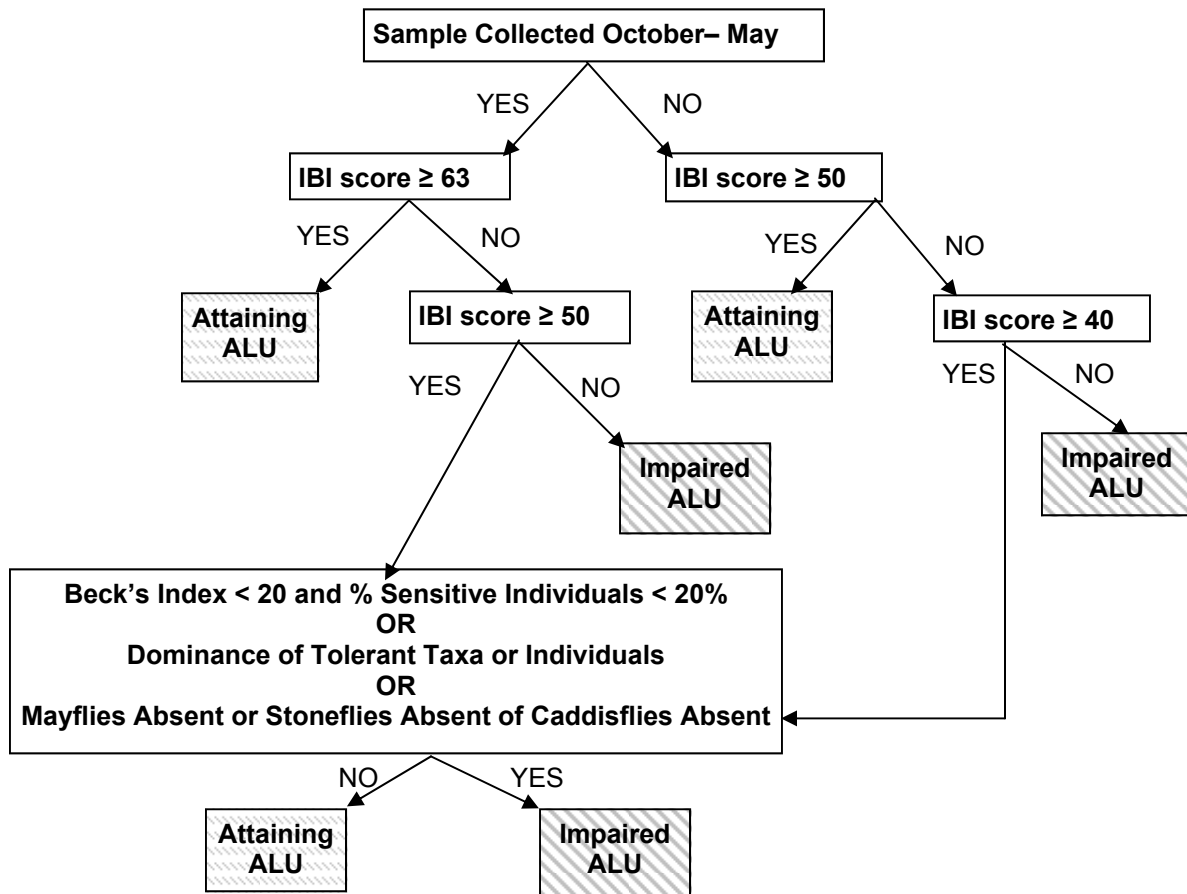 Sample Collected October– May
YES
NO
IBI score ≥ 63
IBI score ≥ 50
YES
NO
YES
NO
Attaining
ALU
IBI score ≥ 50
Attaining
ALU
IBI score ≥ 40
YES
NO
YES
NO
Impaired
ALU
Impaired
ALU
Beck’s Index < 20 and % Sensitive Individuals < 20%
OR
Dominance of Tolerant Taxa or Individuals
OR
Mayflies Absent or Stoneflies Absent of Caddisflies Absent
NO
YES
Attaining
ALU
Impaired
ALU